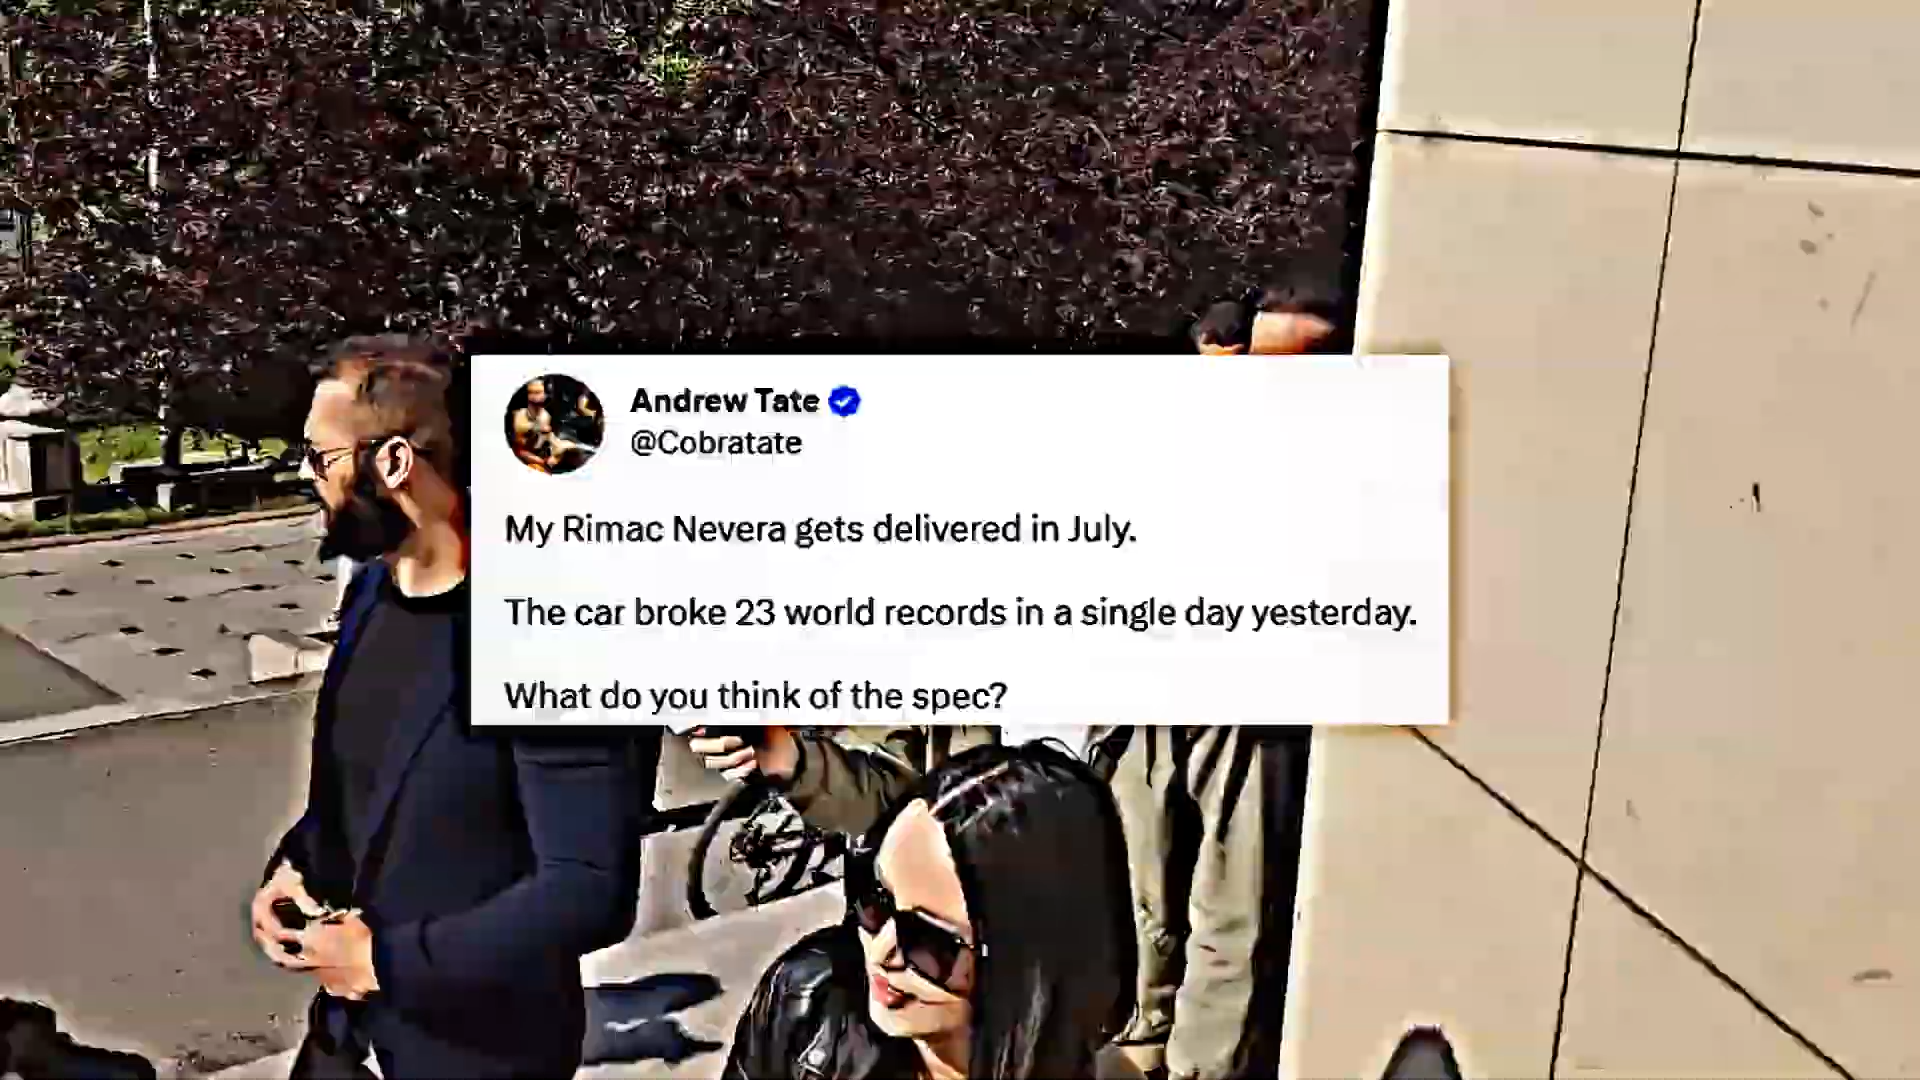 Andrew Tate
@Cobratate
My Rimac Nevera gets delivered in July.
The car broke 23 world records in a single day yesterday.
What do you think of the spec?